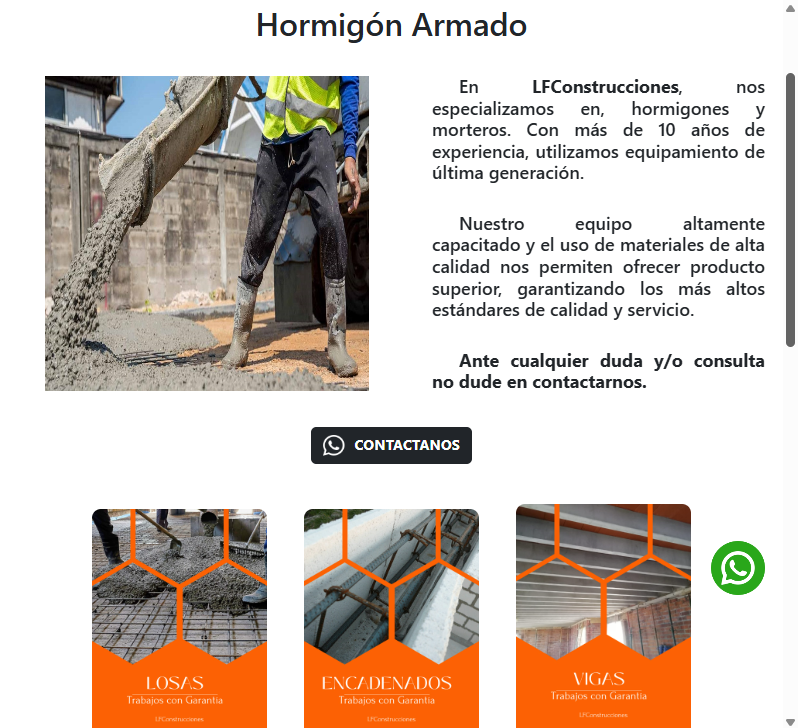 Hormigón Armado
En LFConstrucciones, nos
especializamos en, hormigones y
morteros. Con más de 10 años de
experiencia, utilizamos equipamiento de
última generación.
Nuestro equipo altamente
capacitado y el uso de materiales de alta
calidad nos permiten ofrecer producto
superior, garantizando los más altos
estándares de calidad y servicio.
Ante cualquier duda y/o consulta
no dude en contactarnos.
CONTACTANOS
LOSAS
Trabajos con Garantía
LFConstrucciones
ENCADENADOS
Trabajos con Garantía
LFConstrucciones
VIGAS
Trabajos con Garantía
LFConstrucciones